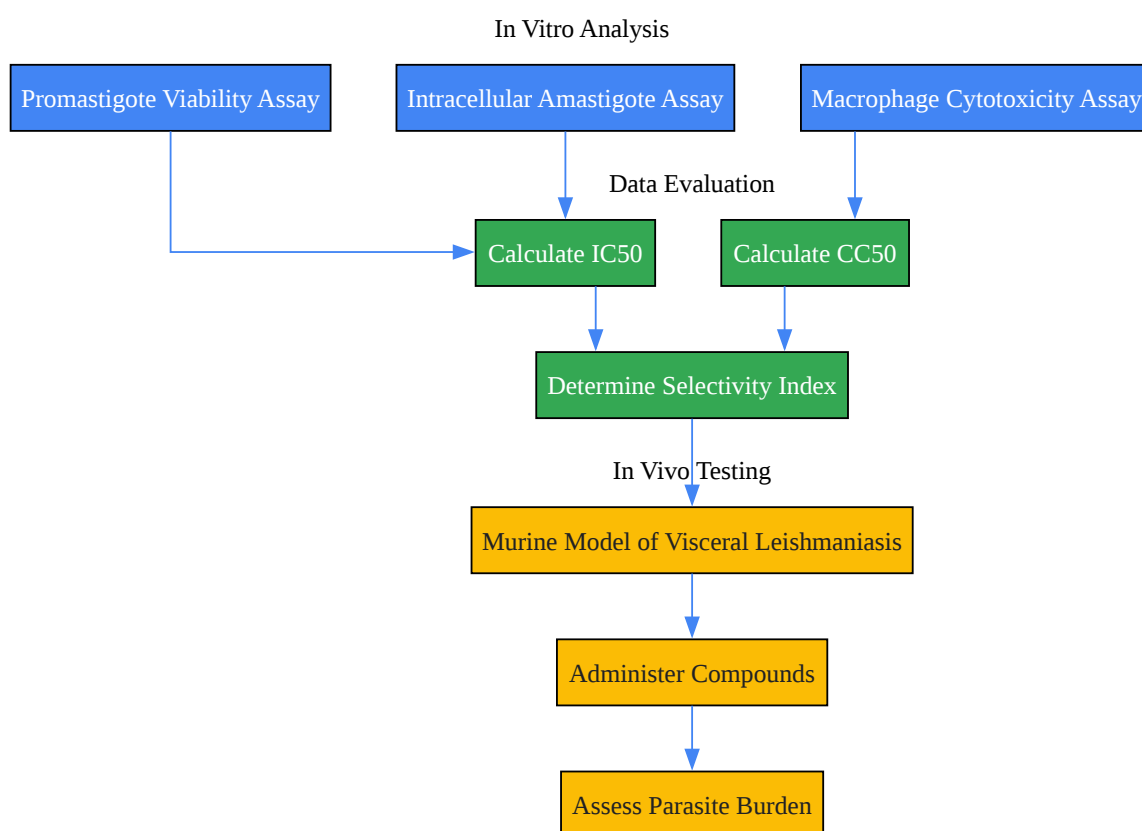 In Vitro Analysis
Promastigote Viability Assay
Intracellular Amastigote Assay
Macrophage Cytotoxicity Assay
Data Evaluation
Calculate IC50
Calculate CC50
Determine Selectivity Index
In Vivo Testing
Murine Model of Visceral Leishmaniasis
Administer Compounds
Assess Parasite Burden